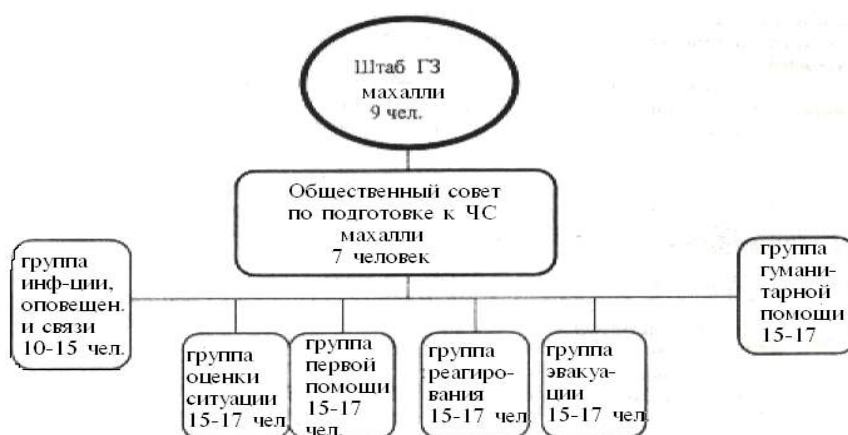 Штаб ГЗ
махалли
9 чел.
Общественный совет
по подготовке к ЧС
махалли
7 человек
группа
инф-ции,
оповещен.
и связи
10-15 чел.
группа
оценки
ситуации
15-17 чел
группа
первой
помощи
15-17
чел.
группа
реагиро-
вания
15-17 чел
группа
эвакуа-
ции
15-17 чел
группа
гумани-
тарной
помощи
15-17